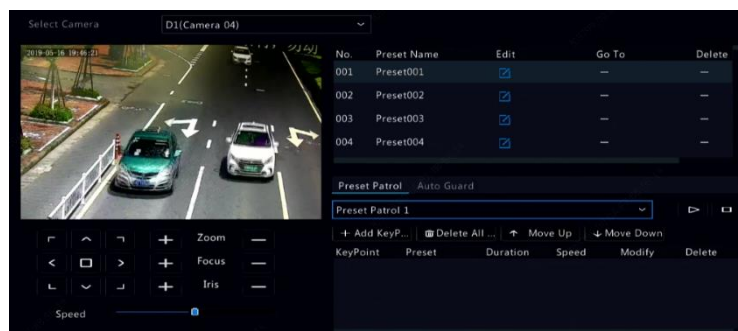 Select Camera D1(Camera 04)
2019-05-16 19:46:21
No. Preset Name Edit Go To Delete
001 Preset001
002 Preset002
003 Preset003
004 Preset004
Preset Patrol Auto Guard
Preset Patrol 1
Add KeyP... Delete All ... Move Up Move Down
KeyPoint Preset Duration Speed Modify Delete
Zoom
Focus
Iris
Speed